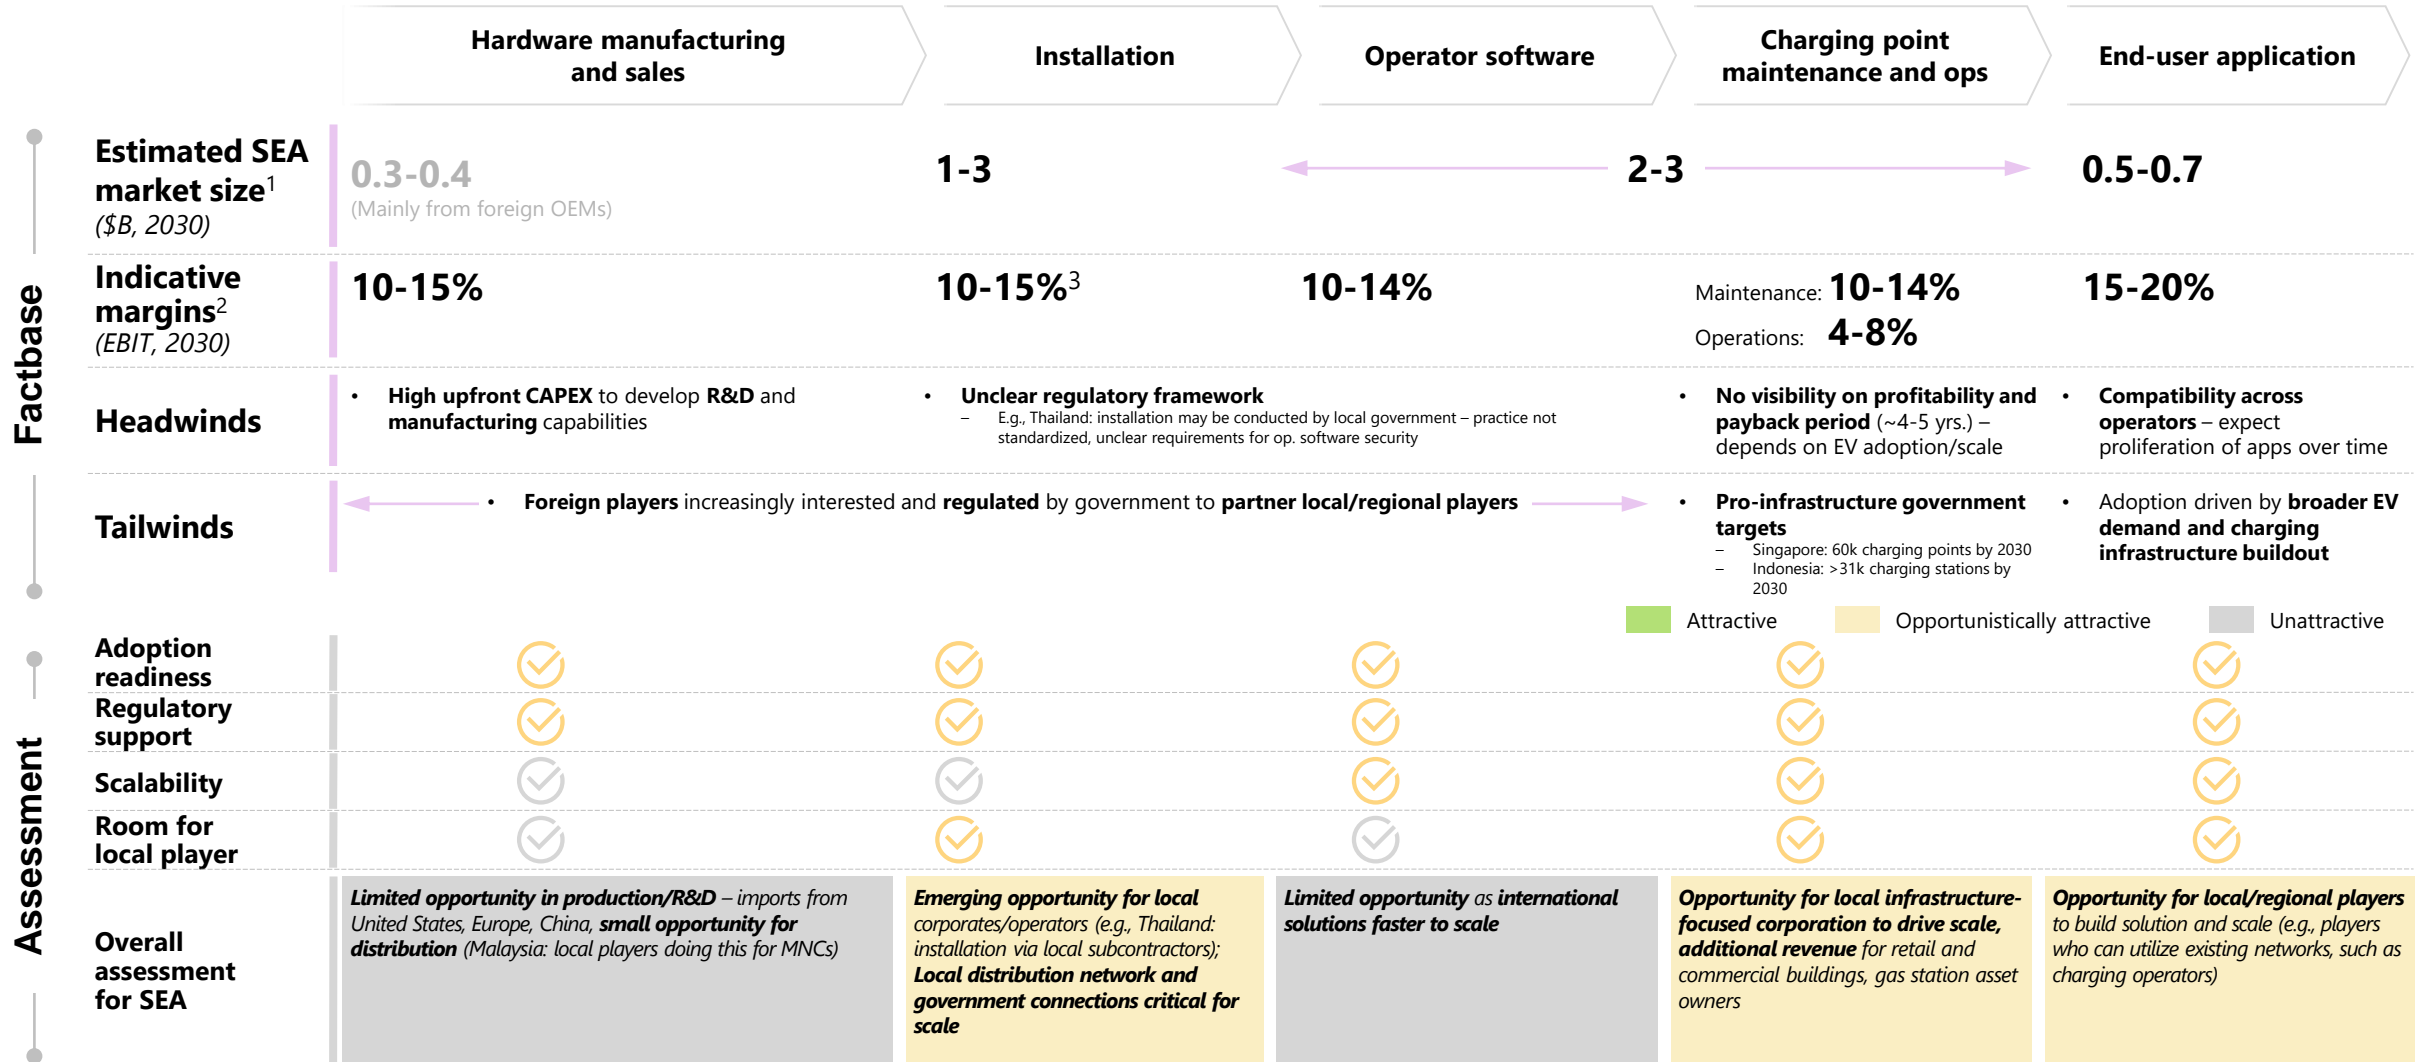 Hardware manufacturing
and sales
Installation
Operator software
Charging point
maintenance and ops
End-user application
Factbase
Estimated SEA
market size1
($B, 2030)
0.3-0.4
(Mainly from foreign OEMs)
1-3
2-3
0.5-0.7
Indicative
margins2
(EBIT, 2030)
10-15%
10-15%3
10-14%
Maintenance: 10-14%
Operations: 4-8%
15-20%
Headwinds
• High upfront CAPEX to develop R&D and
manufacturing capabilities
• Unclear regulatory framework
– E.g., Thailand: installation may be conducted by local government – practice not
standardized, unclear requirements for op. software security
• No visibility on profitability and
payback period (~4-5 yrs.) –
depends on EV adoption/scale
• Compatibility across
operators – expect
proliferation of apps over time
Tailwinds
• Foreign players increasingly interested and regulated by government to partner local/regional players
• Pro-infrastructure government
targets
– Singapore: 60k charging points by 2030
– Indonesia: >31k charging stations by
2030
• Adoption driven by broader EV
demand and charging
infrastructure buildout
Attractive
Opportunistically attractive
Unattractive
Assessment
Adoption
readiness
Regulatory
support
Scalability
Room for
local player
Overall
assessment
for SEA
Limited opportunity in production/R&D – imports from
United States, Europe, China, small opportunity for
distribution (Malaysia: local players doing this for MNCs)
Emerging opportunity for local
corporates/operators (e.g., Thailand:
installation via local subcontractors);
Local distribution network and
government connections critical for
scale
Limited opportunity as international
solutions faster to scale
Opportunity for local infrastructure-
focused corporation to drive scale,
additional revenue for retail and
commercial buildings, gas station asset
owners
Opportunity for local/regional players
to build solution and scale (e.g., players
who can utilize existing networks, such as
charging operators)